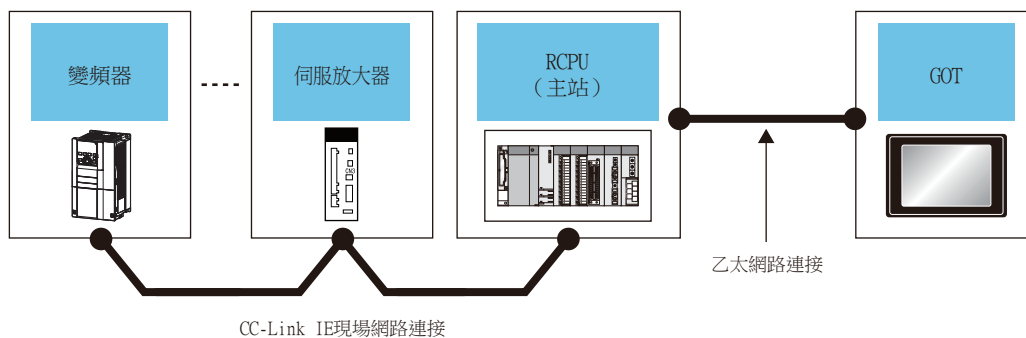 變頻器
伺服放大器
RCPU
（主站）
GOT
CN3
乙太網路連接
CC-Link IE現場網路連接